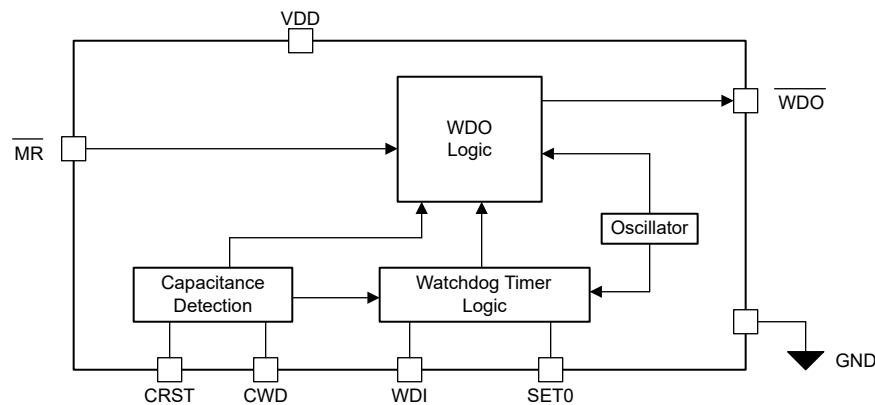 VDD
WDO
WDO
Logic
MR
Oscillator
Capacitance
Detection
Watchdog Timer
Logic
GND
CRST
CWD
WDI
SET0